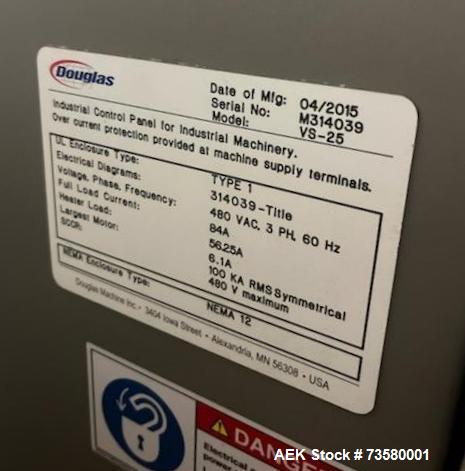 Douglas
Date of Mfg: 04/2015
Serial No: M314039
Model: VS-25
Industrial Control Panel for Industrial Machinery.
Over current protection provided at machine supply terminals.
UL Enclosure Type: TYPE 1
Electrical Diagrams: 314039-Title
Voltage, Phase, Frequency: 480 VAC, 3 PH, 60 Hz
Full Load Current: 84A
Heater Load: 56.25A
Largest Motor: 6.1A
SCCR: 100 KA RMS Symmetrical
480 V maximum
NEMA Enclosure Type: NEMA 12
Douglas Machine Inc. • 3404 Iowa Street • Alexandria, MN 56308 • USA
DANGE
Electrical
power
AEK Stock #73580001